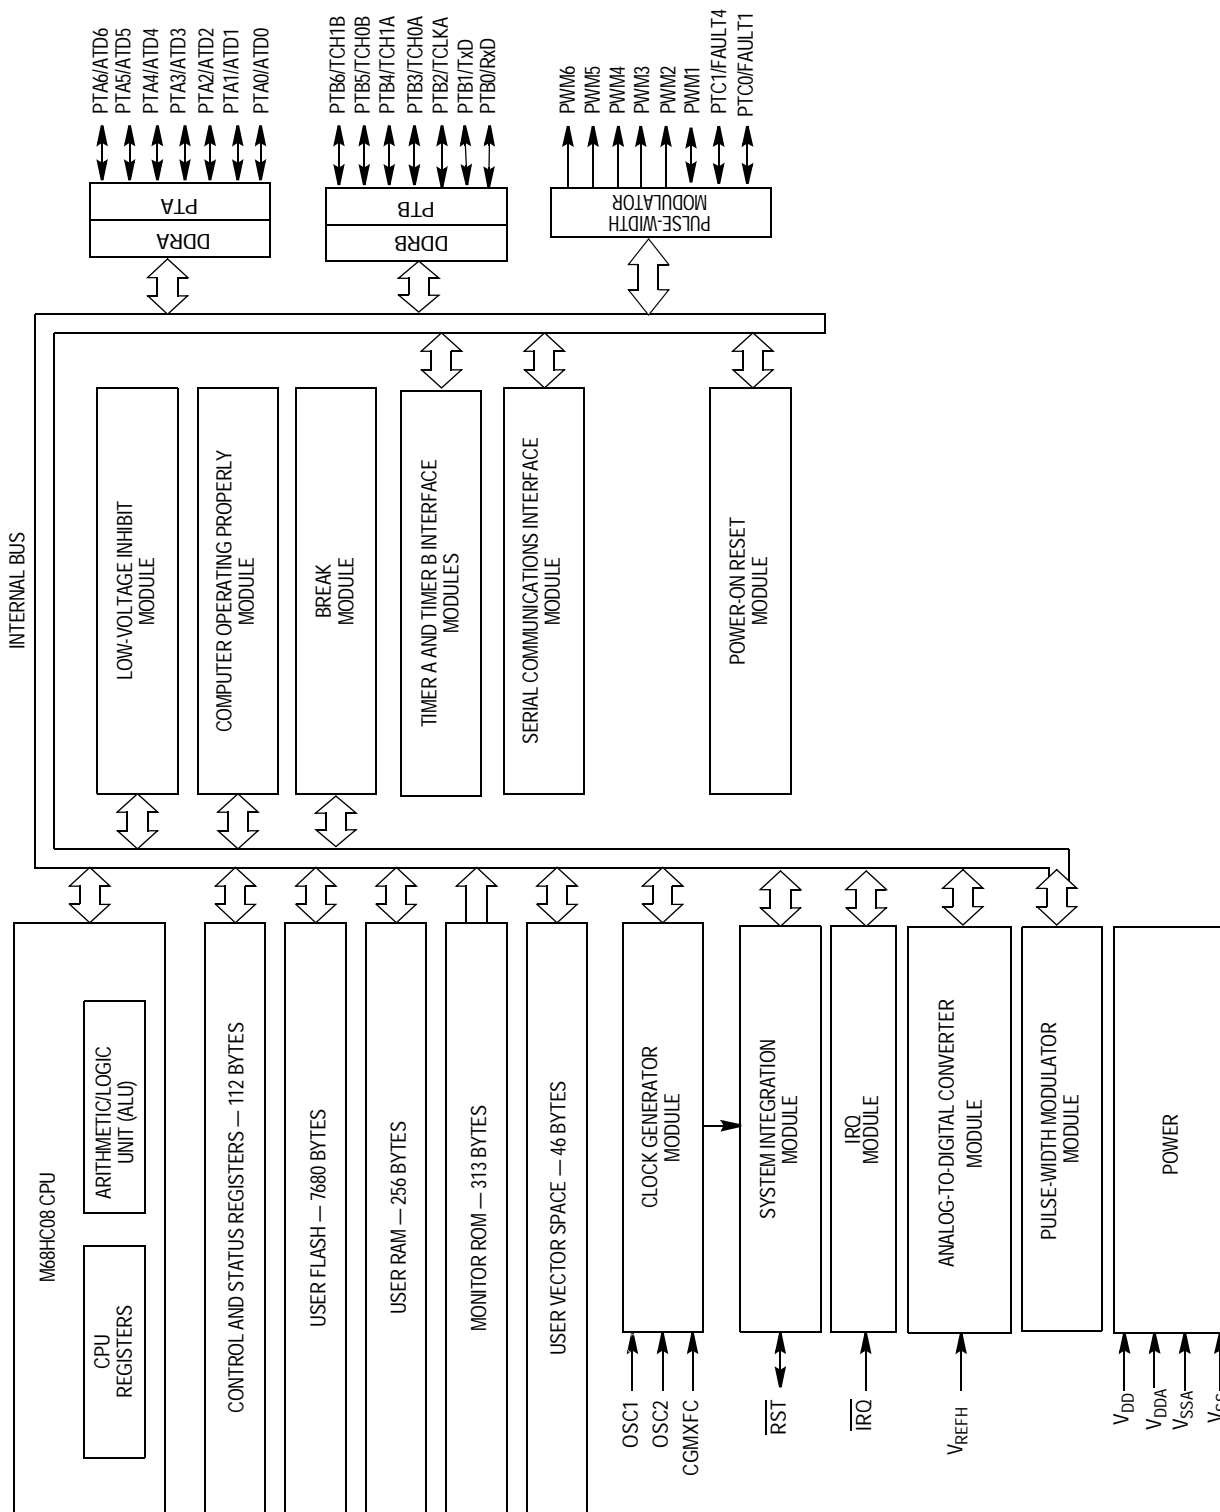 INTERNAL BUS
M68HC08 CPU
CPU
REGISTERS
ARITHMETIC/LOGIC
UNIT (ALU)
CONTROL AND STATUS REGISTERS — 112 BYTES
USER FLASH — 7680 BYTES
USER RAM — 256 BYTES
MONITOR ROM — 313 BYTES
USER VECTOR SPACE — 46 BYTES
OSC1
OSC2
CGMXFC
CLOCK GENERATOR
MODULE
RST
SYSTEM INTEGRATION
MODULE
IRQ
IRQ
MODULE
VREFH
ANALOG-TO-DIGITAL CONVERTER
MODULE
PULSE-WIDTH MODULATOR
MODULE
VDD
VDDA
VSSA
POWER
LOW-VOLTAGE INHIBIT
MODULE
COMPUTER OPERATING PROPERLY
MODULE
BREAK
MODULE
TIMER A AND TIMER B INTERFACE
MODULES
SERIAL COMMUNICATIONS INTERFACE
MODULE
POWER-ON RESET
MODULE
DDRA
PTA
PTA6/ATD6
PTA5/ATD5
PTA4/ATD4
PTA3/ATD3
PTA2/ATD2
PTA1/ATD1
PTA0/ATD0
DDRB
PTB
PTB6/TCH1B
PTB5/TCH0B
PTB4/TCH1A
PTB3/TCH0A
PTB2/TCLKA
PTB1/TxD
PTB0/RxD
PULSE-WIDTH
MODULATOR
PWM6
PWM5
PWM4
PWM3
PWM2
PWM1
PTC1/FAULT4
PTC0/FAULT1